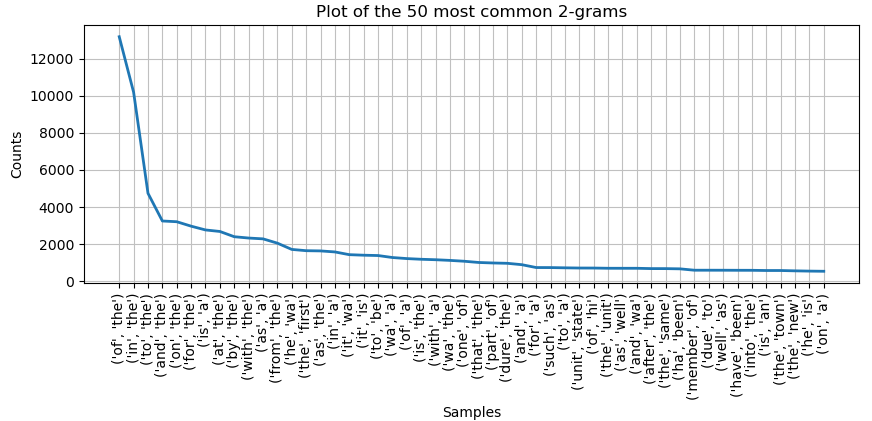 Plot of the 50 most common 2-grams
12000
10000
8000
6000
4000
2000
0
Counts
('of', 'the')
('in', 'the')
('to', 'the')
('and', 'the')
('on', 'the')
('for', 'the')
('is', 'a')
('at', 'the')
('by', 'the')
('with', 'the')
('as', 'a')
('from', 'the')
('he', 'wa')
('the', 'first')
('as', 'the')
('in', 'a')
('it', 'wa')
('it', 'is')
('to', 'be')
('wa', 'a')
('of', 'a')
('is', 'the')
('with', 'a')
('wa', 'the')
('one', 'of')
('that', 'the')
('part', 'of')
('dure', 'the')
('and', 'a')
('for', 'a')
('such', 'as')
('to', 'a')
('unit', 'state')
('of', 'hi')
('the', 'unit')
('as', 'well')
('and', 'wa')
('after', 'the')
('the', 'same')
('ha', 'been')
('member', 'of')
('due', 'to')
('well', 'as')
('have', 'been')
('into', 'the')
('is', 'an')
('the', 'town')
('the', 'new')
('he', 'is')
('on', 'a')
Samples